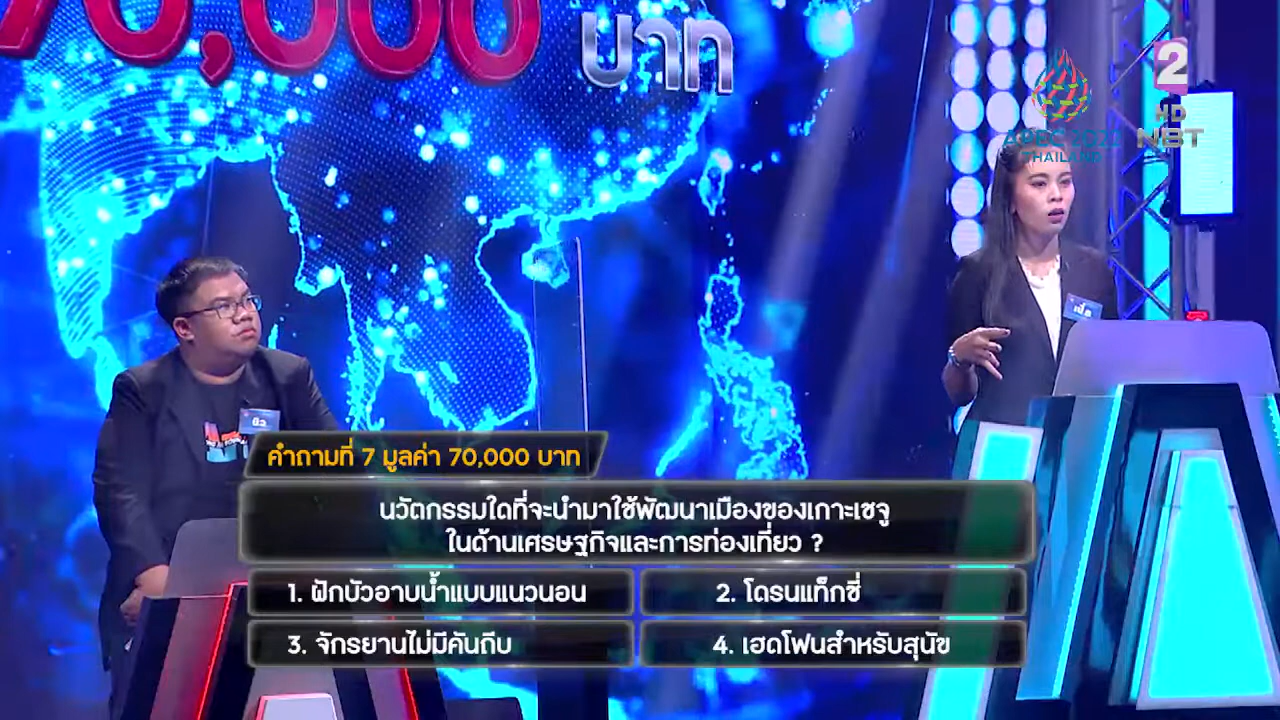 70,000 บาท
2
HD
NBT
APEC 2022
THAILAND
เปิ้ล
บิว
คำถามที่ 7 มูลค่า 70,000 บาท
นวัตกรรมใดที่จะนำมาใช้พัฒนาเมืองของเกาะเชจู
ในด้านเศรษฐกิจและการท่องเที่ยว ?
1. ฝักบัวอาบน้ำแบบแนวนอน
2. โดรนแท็กซี่
3. จักรยานไม่มีคันถีบ
4. เฮดโฟนสำหรับสุนัข